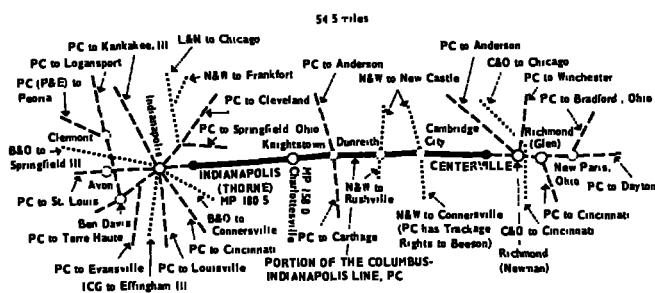 54 5 miles
PC to Kankakee, Ill
L&N to Chicago
PC to Logansport
PC to Anderson
PC to Anderson
C&O to Chicago
PC (P&E) to
Peoria
N&W to Frankfort
N&W to New Castle
PC to Winchester
Indianapolis
PC to Cleveland
PC to Bradford, Ohio
Clermont
PC to Springfield Ohio
Knightstown
Dunreith
Cambridge
City
Richmond
(Glen)
B&O to
Springfield Ill
INDIANAPOLIS
(THORNE)
MP 180 5
Charlottesville
MP 158 0
CENTERVILLE
New Paris,
Ohio
PC to Dayton
Avon
PC to St. Louis
N&W to
Rushville
Ben Davis
B&O to
Connersville
N&W to Connersville
(PC has Trackage
Rights to Beeson)
PC to Cincinnati
C&O to Cincinnati
PC to Terre Haute
PC to Carthage
PC to Cincinnati
Richmond
(Newman)
PC to Evansville
PC to Louisville
ICG to Effingham Ill
PORTION OF THE COLUMBUS-
INDIANAPOLIS LINE, PC